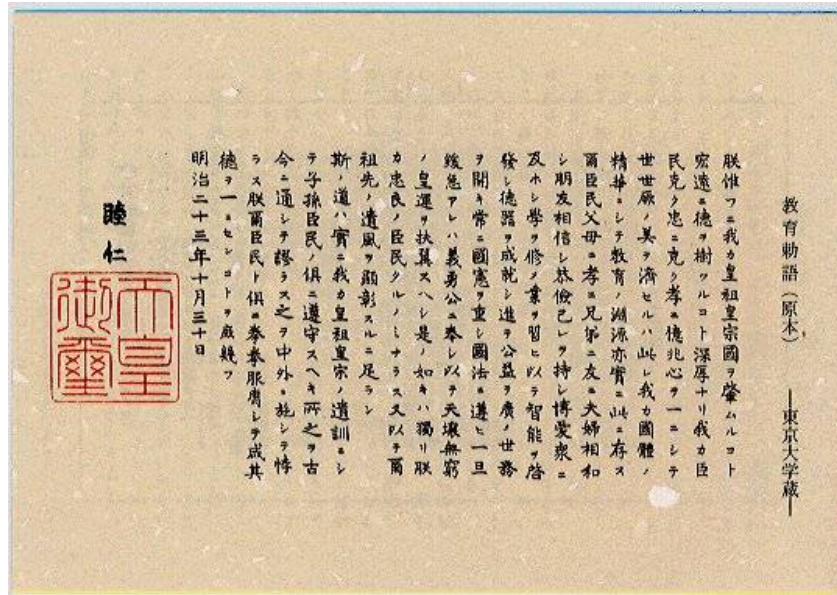 教育勅語（原本）　―東京大学蔵―
朕惟フニ我カ皇祖皇宗國ヲ肇ムルコト
宏遠ニ德ヲ樹ツルコト深厚ナリ我カ臣
民克ク忠ニ克ク孝ニ億兆心ヲ一ニシテ
世世厥ノ美ヲ濟セルハ此レ我カ國體ノ
精華ニシテ教育ノ淵源亦實ニ此ニ存ス
爾臣民父母ニ孝ニ兄弟ニ友ニ夫婦相和
シ朋友相信シ恭儉己レヲ持シ博愛衆ニ
及ホシ學ヲ修メ業ヲ習ヒ以テ智能ヲ啓
發シ德器ヲ成就シ進テ公益ヲ廣メ世務
ヲ開キ常ニ國憲ヲ重シ國法ニ遵ヒ一旦
緩急アレハ義勇公ニ奉シ以テ天壤無窮
ノ皇運ヲ扶翼スヘシ是ノ如キハ獨リ朕
カ忠良ノ臣民タルノミナラス又以テ爾
祖先ノ遺風ヲ顯彰スルニ足ラン
斯ノ道ハ實ニ我カ皇祖皇宗ノ遺訓ニシ
テ子孫臣民ノ俱ニ遵守スヘキ所之ヲ古
今ニ通シテ謬ラス之ヲ中外ニ施シテ悖
ラス朕爾臣民ト俱ニ拳拳服膺シテ咸其
德ヲ一ニセンコトヲ庶幾フ
明治二十三年十月三十日
睦仁
天皇
御璽